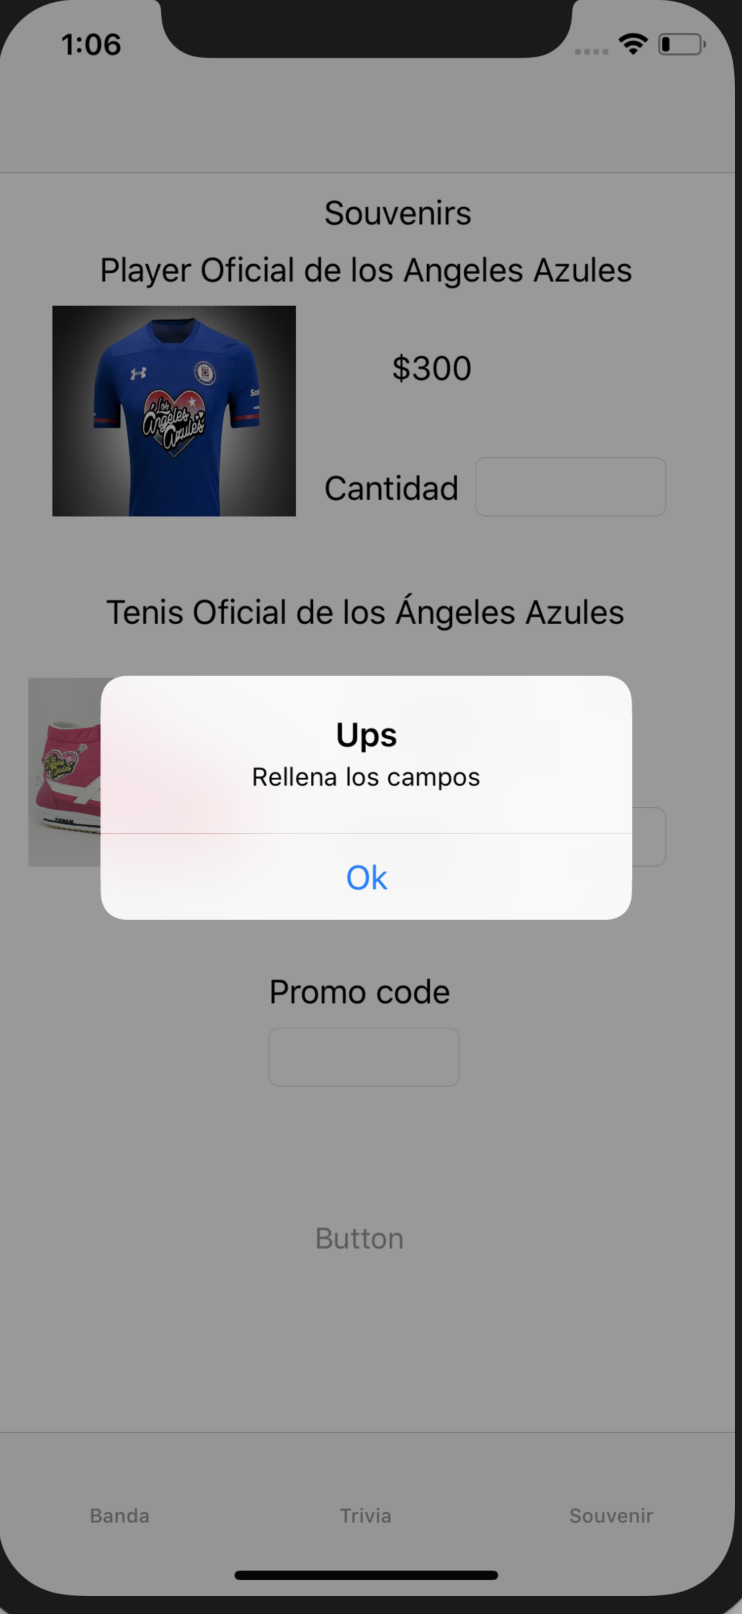 1:06
Souvenirs
Player Oficial de los Angeles Azules
los
Ángeles
Azules
$300
Cantidad
Tenis Oficial de los Ángeles Azules
Ups
Rellena los campos
Ok
Promo code
Button
Banda
Trivia
Souvenir